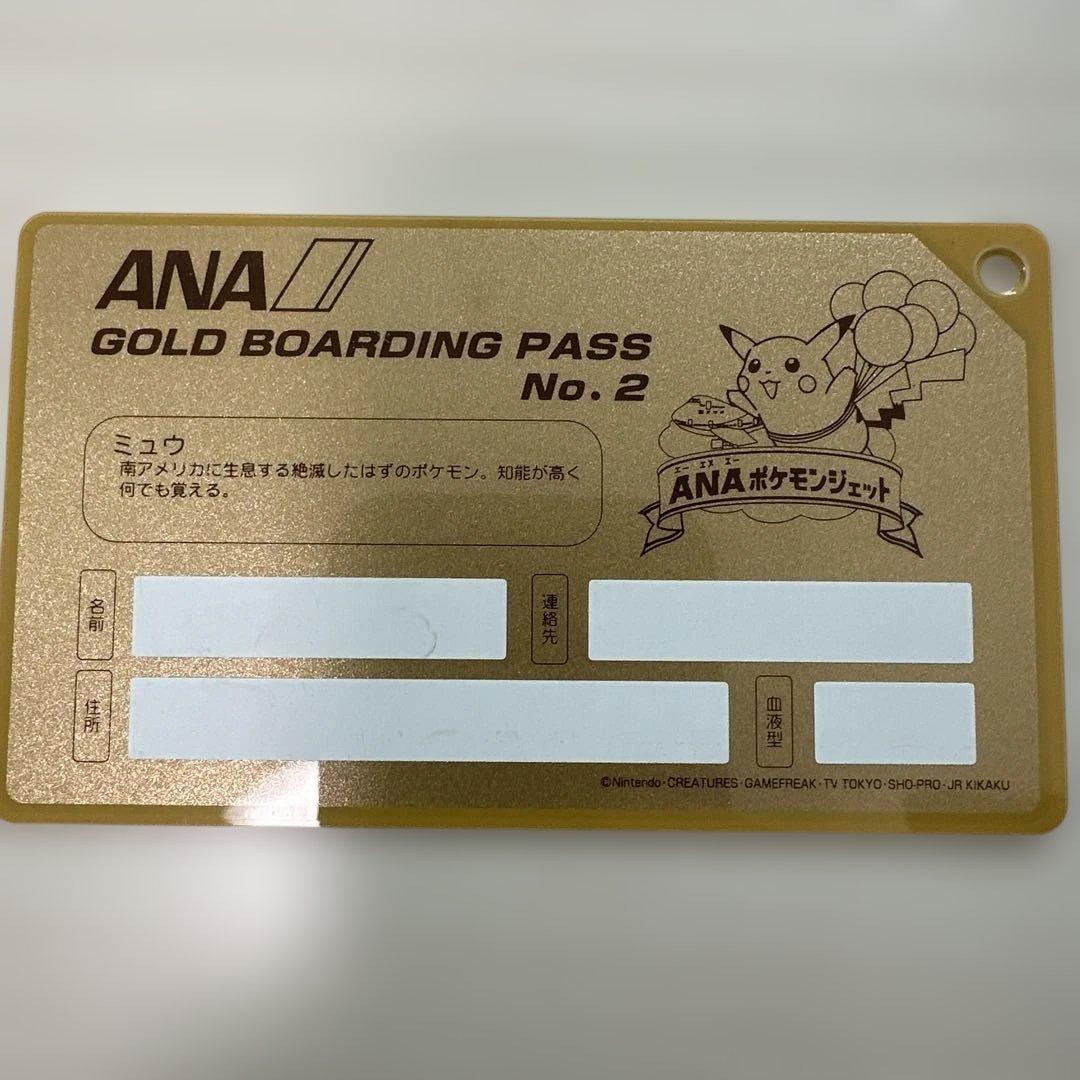 ANA
GOLD BOARDING PASS
No.2
ミュウ
南アメリカに生息する絶滅したはずのポケモン。知能が高く
何でも覚える。
エー エヌ エー
ANAポケモンジェット
名前
連絡先
住所
血液型
©Nintendo·CREATURES·GAMEFREAK·TV TOKYO·SHO-PRO·JR KIKAKU